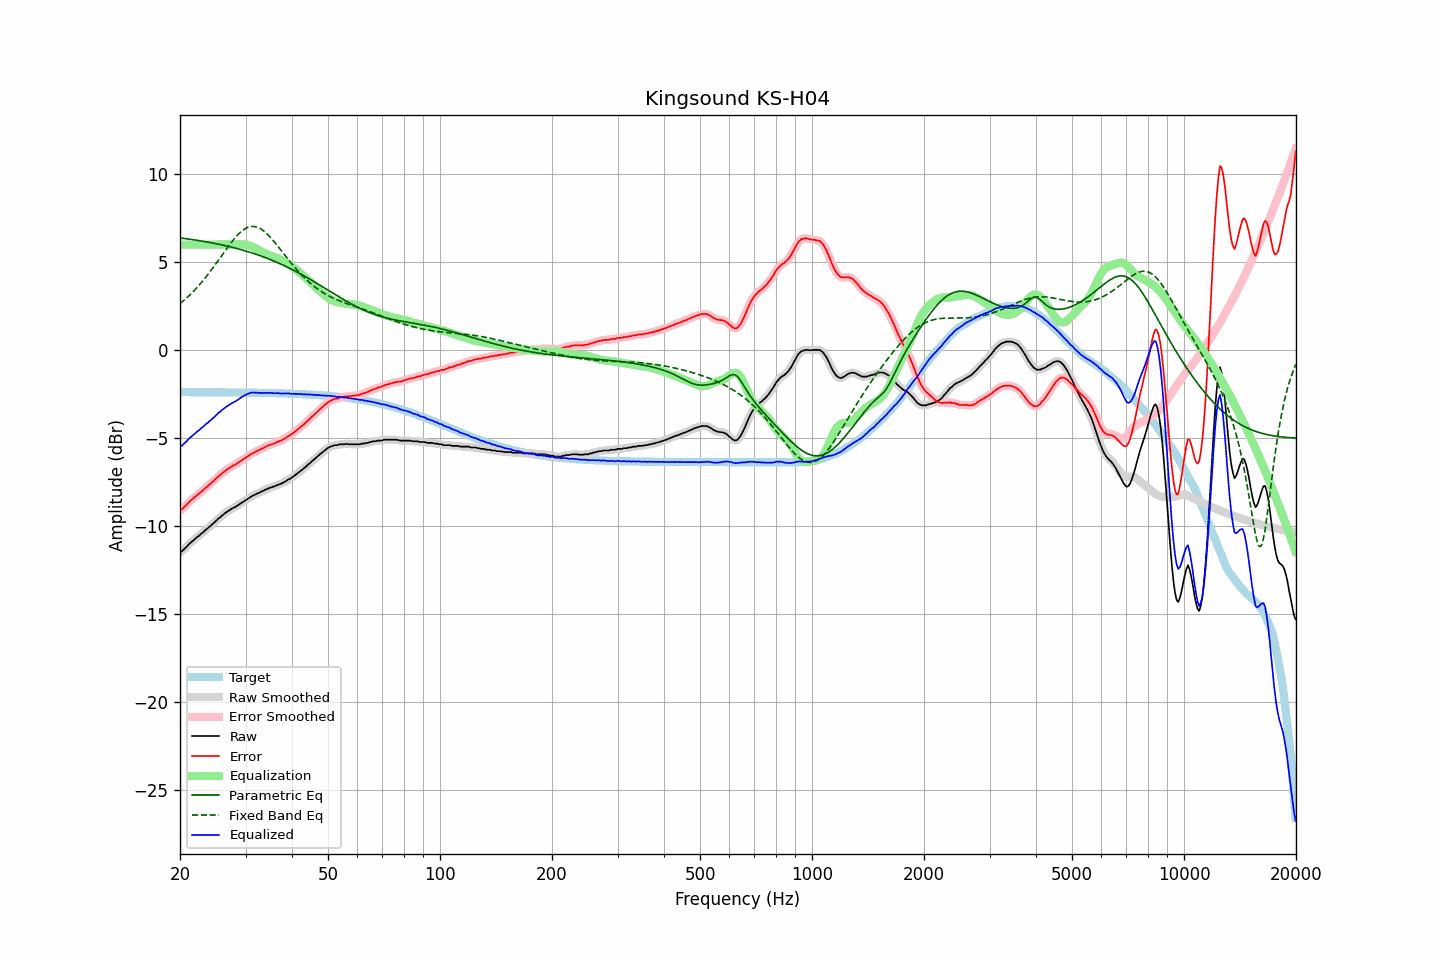 Kingsound KS-H04
10
5
0
−5
−10
−15
−20
−25
Amplitude (dBr)
Target
Raw Smoothed
Error Smoothed
Raw
Error
Equalization
Parametric Eq
Fixed Band Eq
Equalized
20 50 100 200 500 1000 2000 5000 10000 20000
Frequency (Hz)